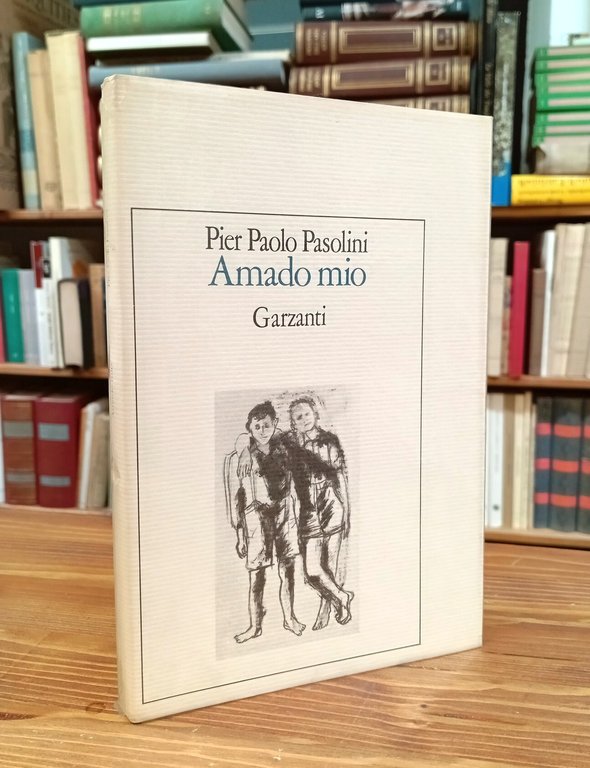 Pier Paolo Pasolini
Amado mio
Garzanti